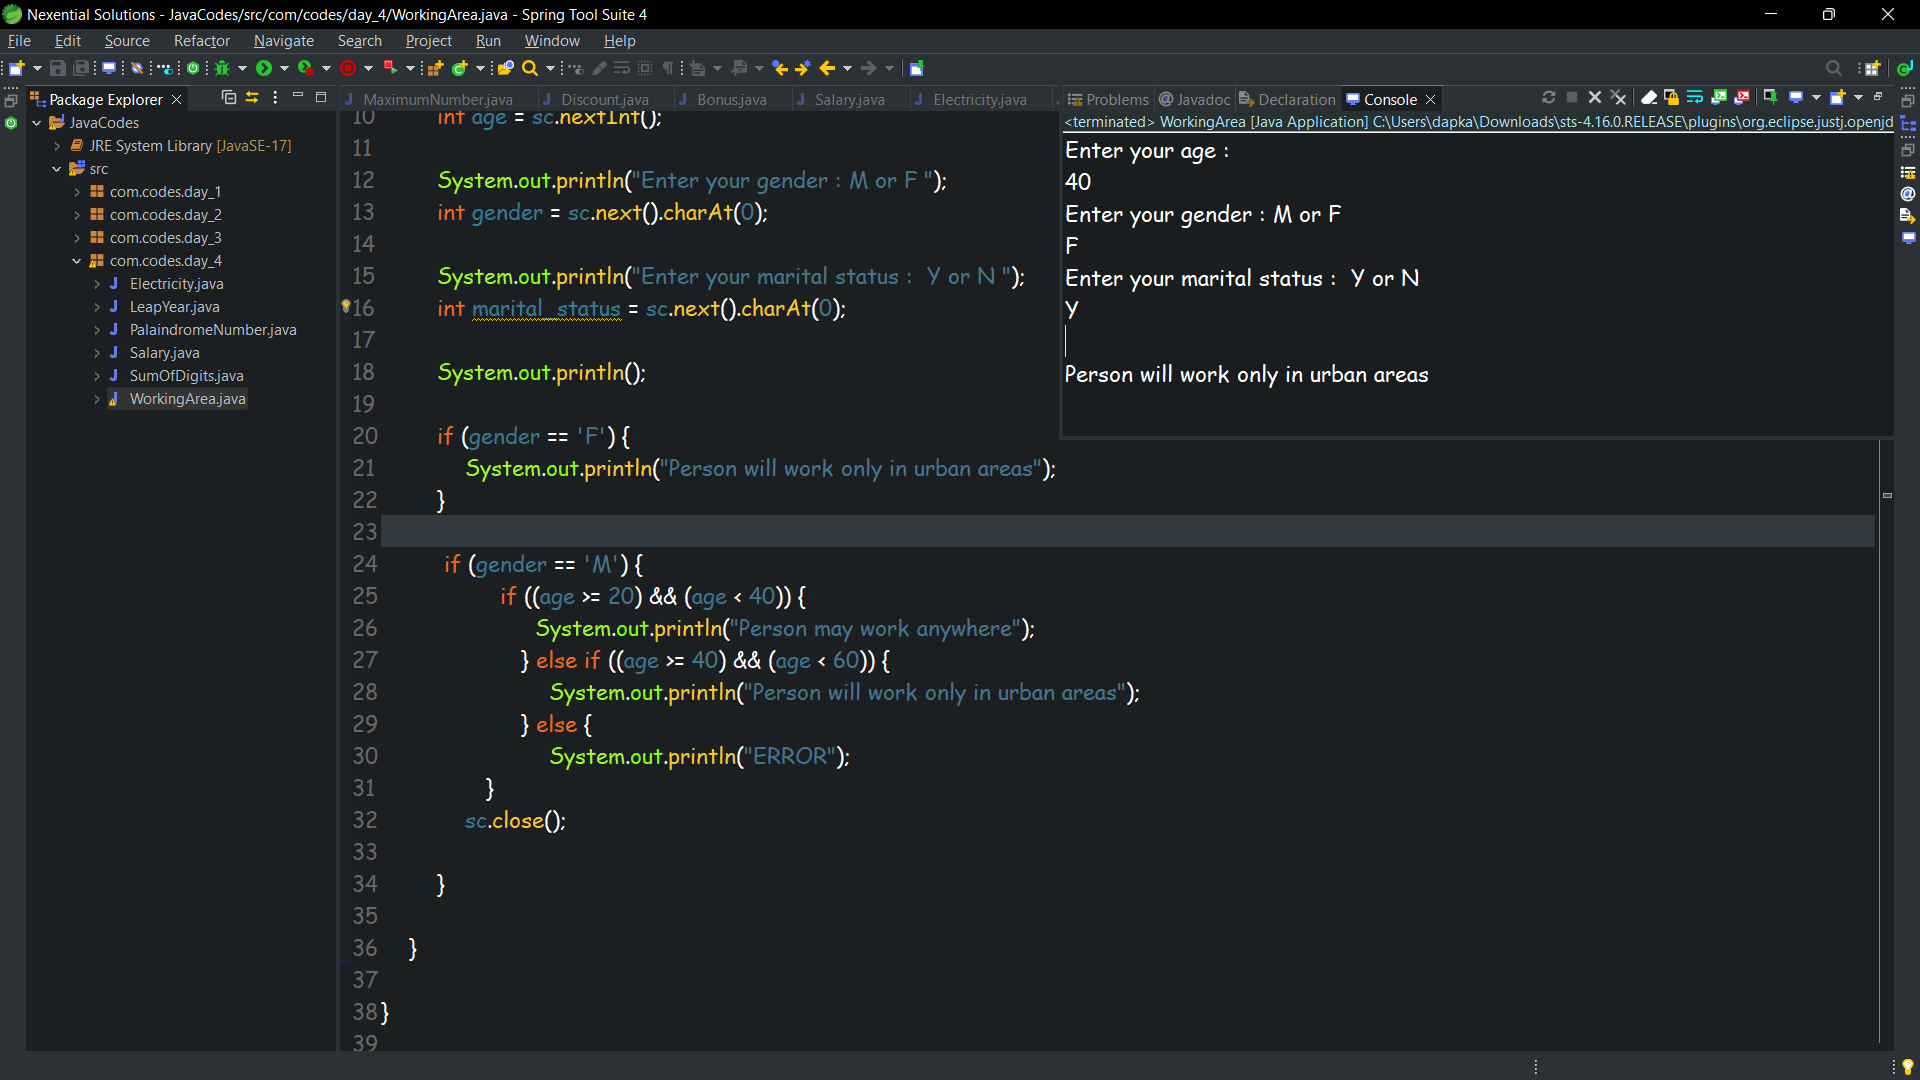 Nexential Solutions - JavaCodes/src/com/codes/day_4/WorkingArea.java - Spring Tool Suite 4
File Edit Source Refactor Navigate Search Project Run Window Help
Package Explorer
JavaCodes
JRE System Library [JavaSE-17]
src
com.codes.day_1
com.codes.day_2
com.codes.day_3
com.codes.day_4
Electricity.java
LeapYear.java
PalaindromeNumber.java
Salary.java
SumOfDigits.java
WorkingArea.java
MaximumNumber.java Discount.java Bonus.java Salary.java Electricity.java
10 int age = sc.nextInt();
11
12 System.out.println("Enter your gender : M or F ");
13 int gender = sc.next().charAt(0);
14
15 System.out.println("Enter your marital status :  Y or N ");
16 int marital_status = sc.next().charAt(0);
17
18 System.out.println();
19
20 if (gender == 'F') {
21 System.out.println("Person will work only in urban areas");
22 }
23
24 if (gender == 'M') {
25 if ((age >= 20) && (age < 40)) {
26 System.out.println("Person may work anywhere");
27 } else if ((age >= 40) && (age < 60)) {
28 System.out.println("Person will work only in urban areas");
29 } else {
30 System.out.println("ERROR");
31 }
32 sc.close();
33
34 }
35
36 }
37
38 }
39
Problems Javadoc Declaration Console
<terminated> WorkingArea [Java Application] C:\Users\dapka\Downloads\sts-4.16.0.RELEASE\plugins\org.eclipse.justj.openjd
Enter your age :
40
Enter your gender : M or F
F
Enter your marital status :  Y or N
Y
Person will work only in urban areas